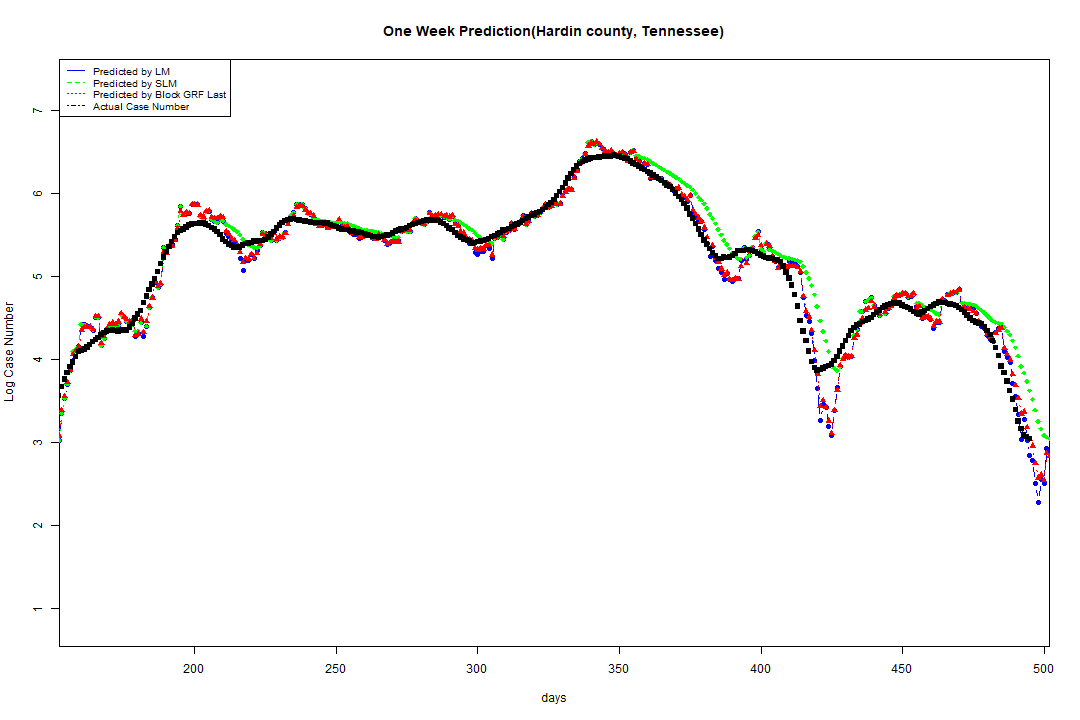 One Week Prediction(Hardin county, Tennessee)
Predicted by LM
Predicted by SLM
Predicted by Block GRF Last
Actual Case Number
7
6
5
4
3
2
1
Log Case Number
200 250 300 350 400 450 500
days